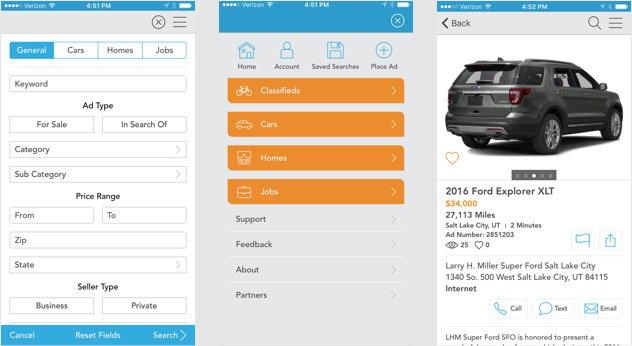 Verizon 4:51 PM
General Cars Homes Jobs
Keyword
Ad Type
For Sale In Search Of
Category
Sub Category
Price Range
From To
Zip
State
Seller Type
Business Private
Cancel Reset Fields Search
Verizon 4:51 PM
Home Account Saved Searches Place Ad
Classifieds
Cars
Homes
Jobs
Support
Feedback
About
Partners
Verizon 4:52 PM
Back
2016 Ford Explorer XLT
$34,000
27,113 Miles
Salt Lake City, UT | 2 Minutes
Ad Number: 2851203
25 0
Larry H. Miller Super Ford Salt Lake City
1340 So. 500 West Salt Lake City, UT 84115
Internet
Call Text Email
LHM Super Ford SFO is honored to present a